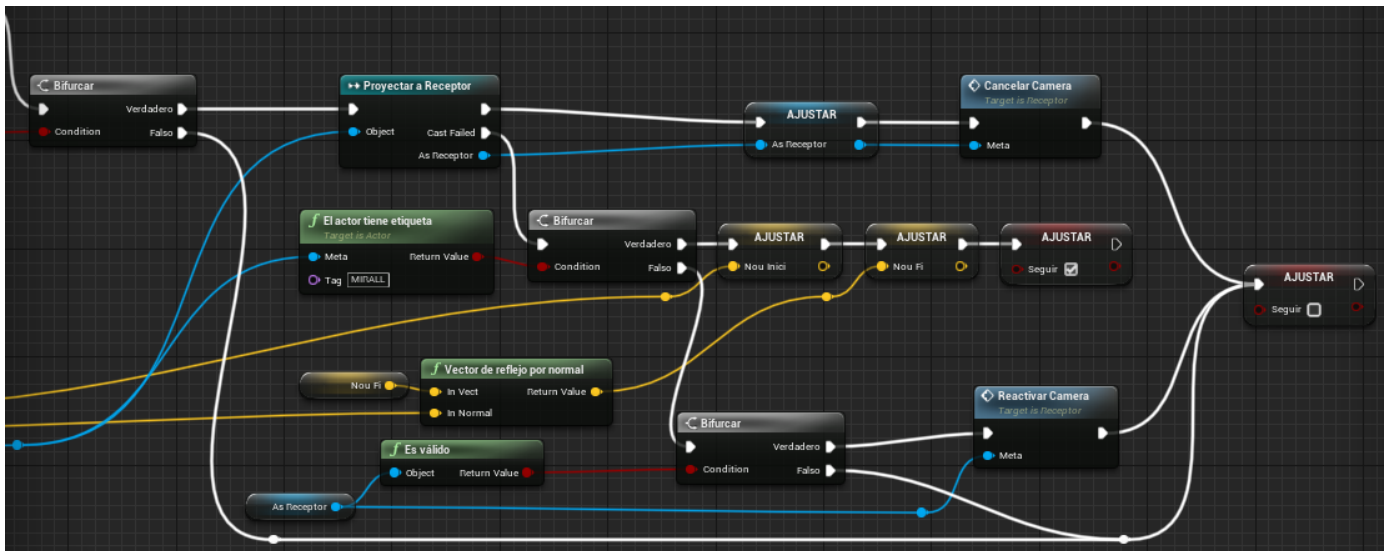 Bifurcar
Verdadero
Condition
Falso
Proyectar a Receptor
Object
Cast Failed
As Receptor
AJUSTAR
As Receptor
Cancelar Camera
Target is Receptor
Meta
El actor tiene etiqueta
Target is Actor
Meta
Return Value
Tag MIRALL
Bifurcar
Verdadero
Condition
Falso
AJUSTAR
Nou Inici
AJUSTAR
Nou Fi
AJUSTAR
Seguir
AJUSTAR
Seguir
Nou Fi
Vector de reflejo por normal
In Vect
Return Value
In Normal
Es válido
Object
Return Value
As Receptor
Bifurcar
Verdadero
Condition
Falso
Reactivar Camera
Target is Receptor
Meta